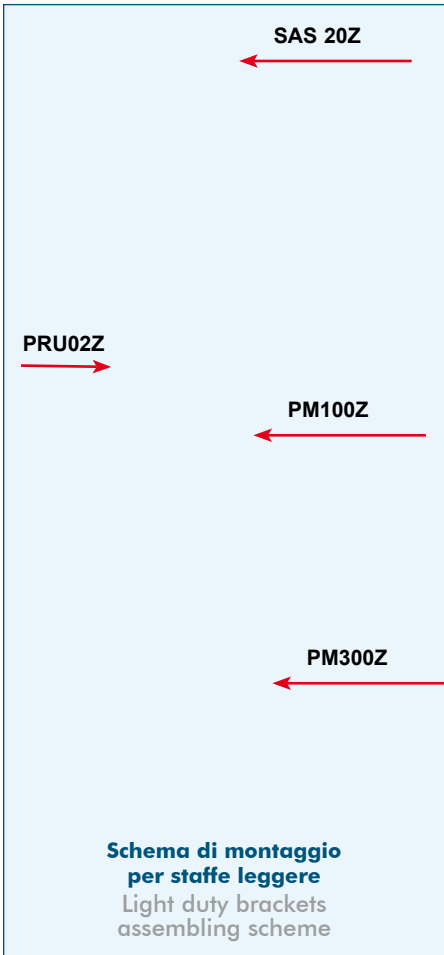 SAS 20Z
PRU02Z
PM100Z
PM300Z
Schema di montaggio
per staffe leggere
Light duty brackets
assembling scheme